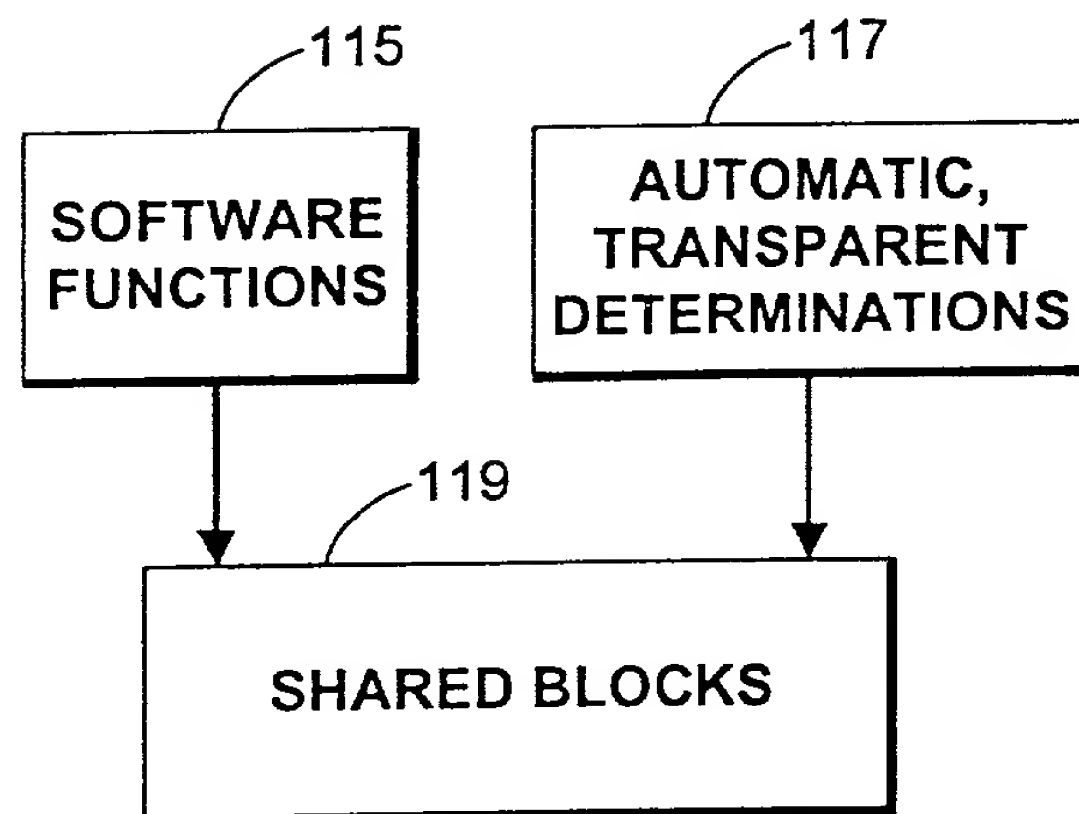 115
117
SOFTWARE
FUNCTIONS
AUTOMATIC,
TRANSPARENT
DETERMINATIONS
119
SHARED BLOCKS